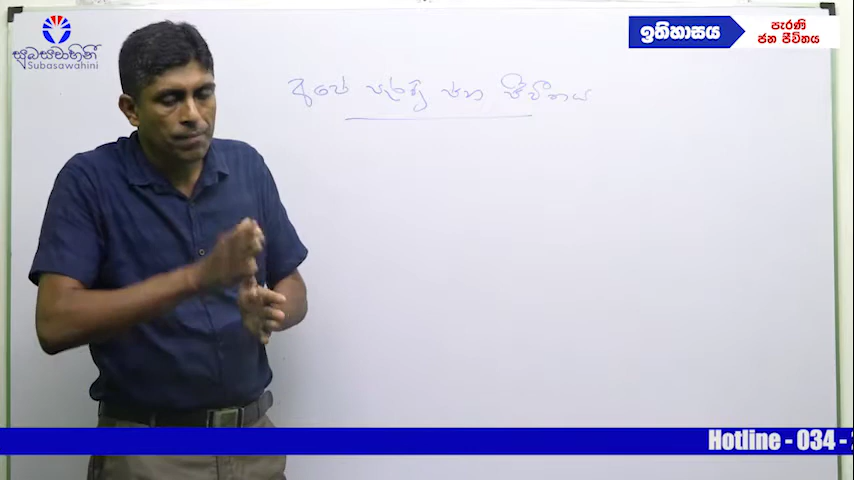 සුබසවාහිනී
Subasawahini
ඉතිහාසය
පැරණි
ජන ජීවිතය
අපේ පැරණි ජන ජීවිතය
Hotline - 034 -